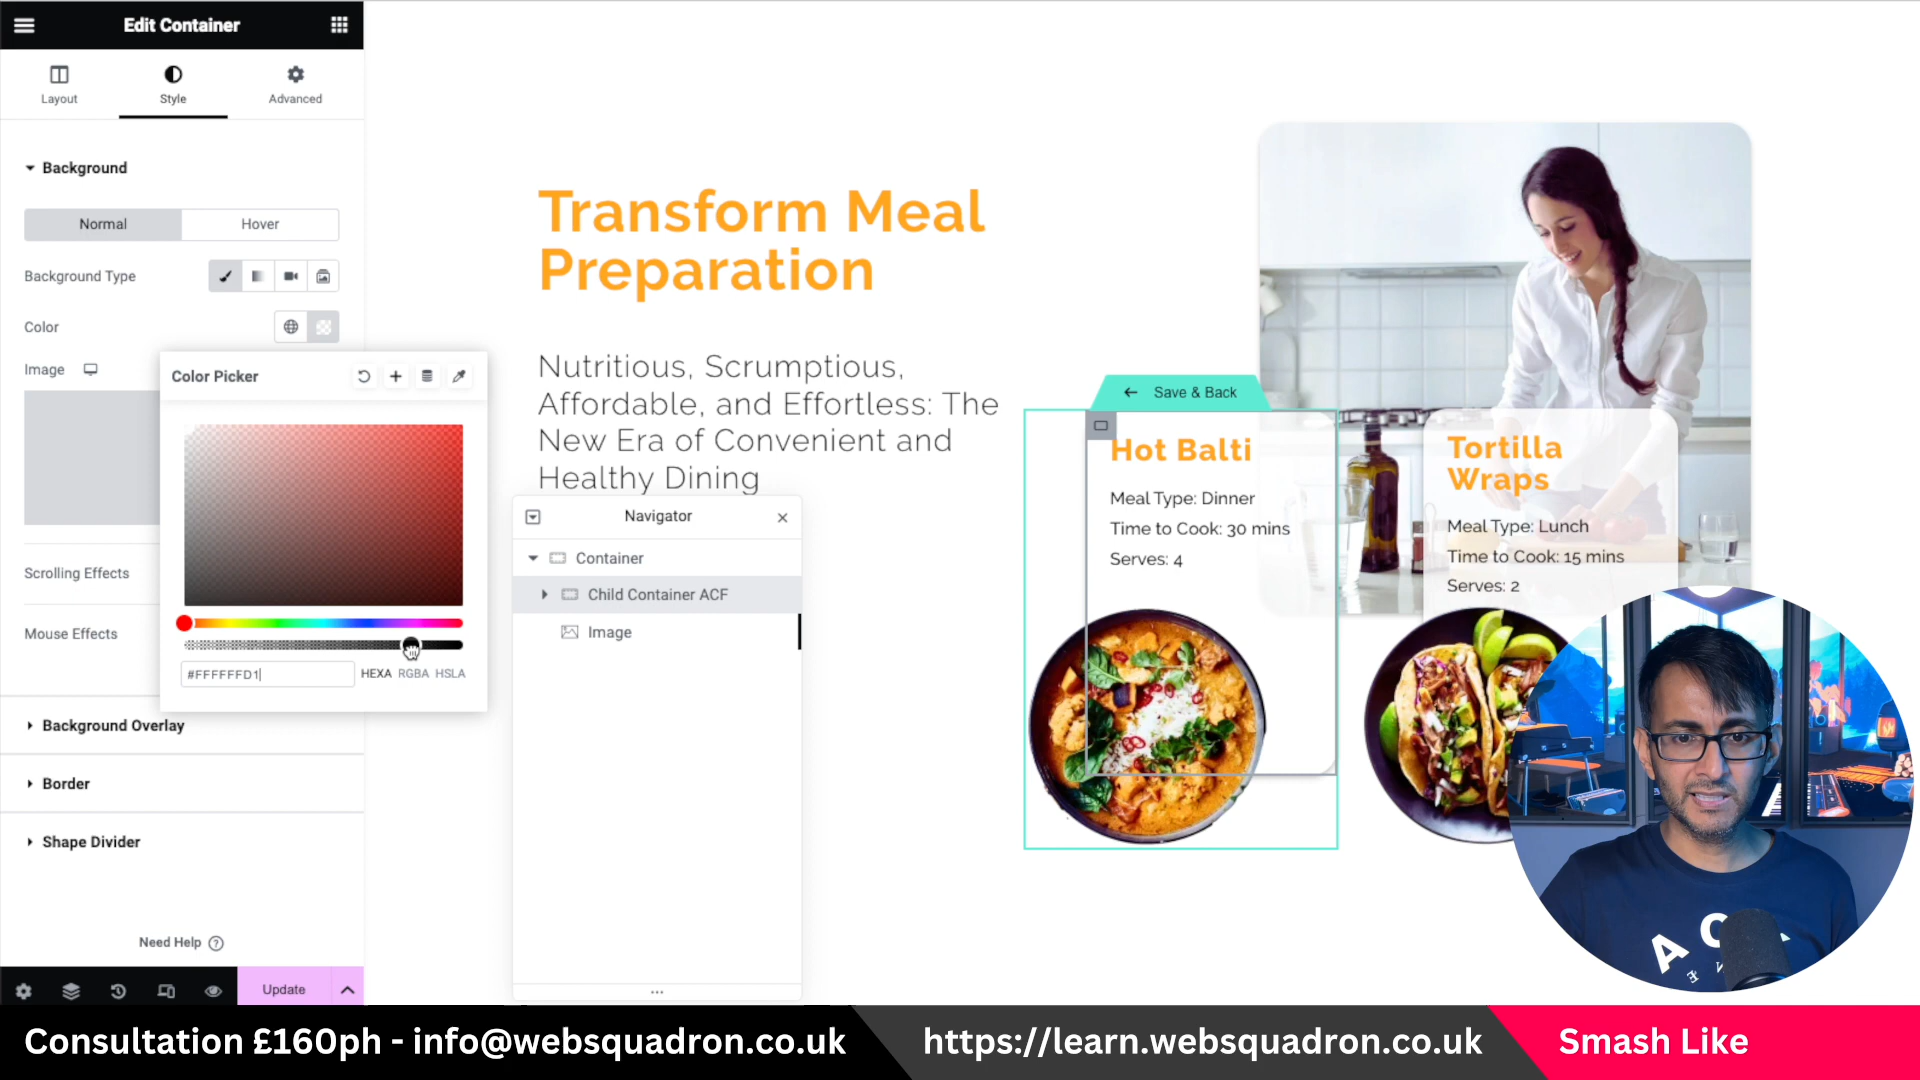 Edit Container
Layout
Style
Advanced
Background
Normal
Hover
Background Type
Color
Image
Color Picker
#FFFFFFD1
HEXA RGBA HSLA
Scrolling Effects
Mouse Effects
Background Overlay
Border
Shape Divider
Need Help ?
Update
Transform Meal
Preparation
Nutritious, Scrumptious,
Affordable, and Effortless: The
New Era of Convenient and
Healthy Dining
Navigator
Container
Child Container ACF
Image
Save & Back
Hot Balti
Meal Type: Dinner
Time to Cook: 30 mins
Serves: 4
Tortilla
Wraps
Meal Type: Lunch
Time to Cook: 15 mins
Serves: 2
Consultation £160ph - info@websquadron.co.uk
https://learn.websquadron.co.uk
Smash Like